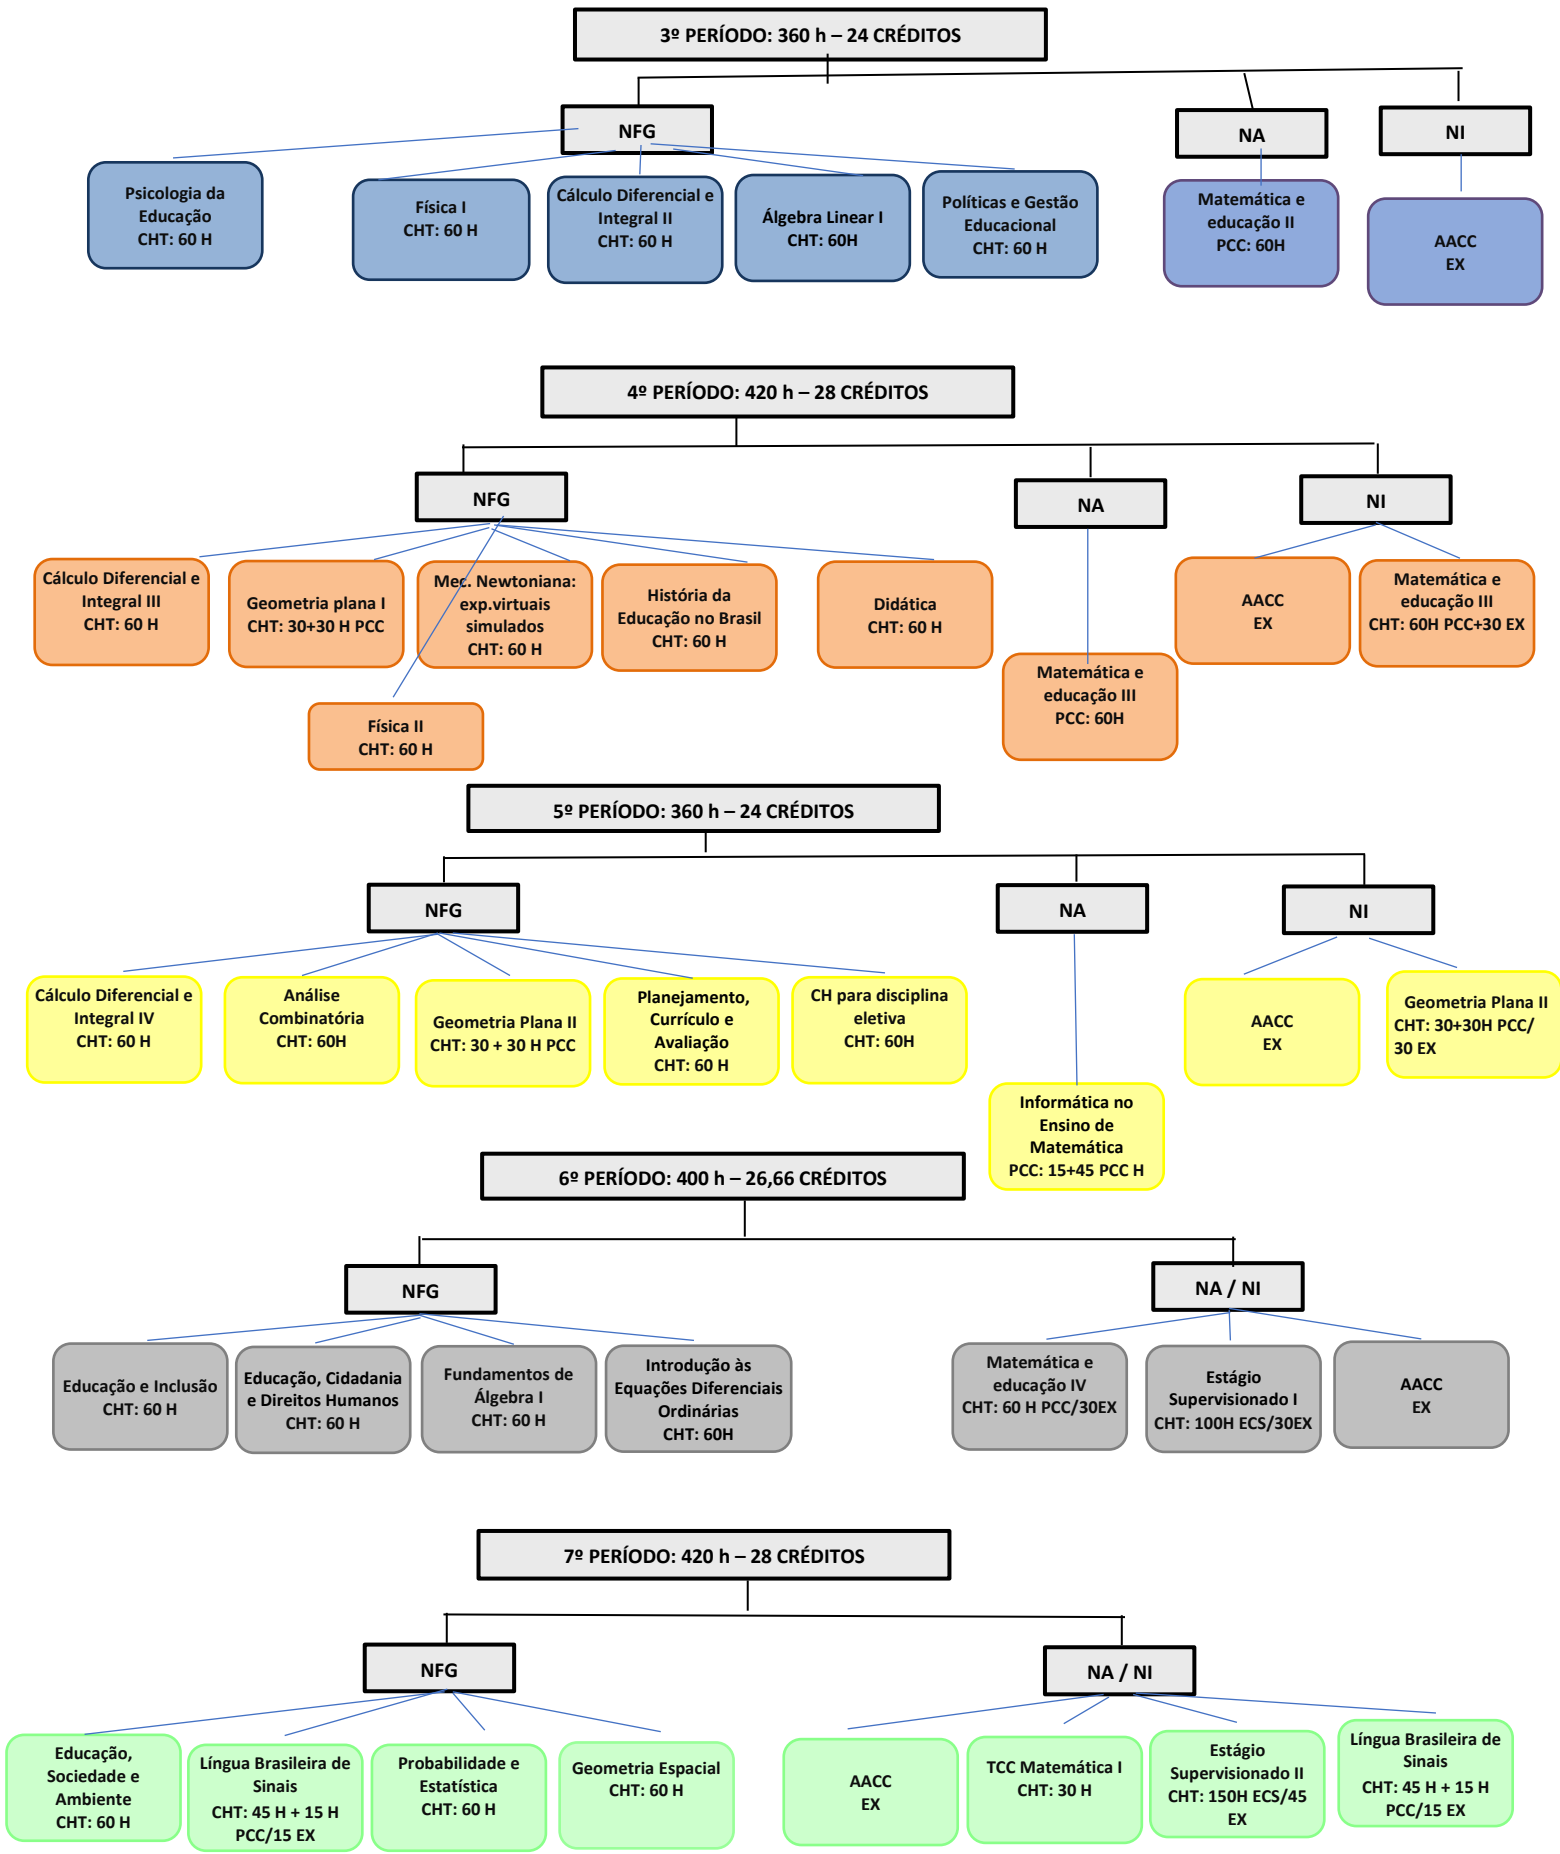 3º PERÍODO: 360 h – 24 CRÉDITOS
NFG
NA
NI
Psicologia da
Educação
CHT: 60 H
Física I
CHT: 60 H
Cálculo Diferencial e
Integral II
CHT: 60 H
Álgebra Linear I
CHT: 60H
Políticas e Gestão
Educacional
CHT: 60 H
Matemática e
educação II
PCC: 60H
AACC
EX
4º PERÍODO: 420 h – 28 CRÉDITOS
NFG
NA
NI
Cálculo Diferencial e
Integral III
CHT: 60 H
Geometria plana I
CHT: 30+30 H PCC
Mec. Newtoniana:
exp.virtuais
simulados
CHT: 60 H
História da
Educação no Brasil
CHT: 60 H
Didática
CHT: 60 H
AACC
EX
Matemática e
educação III
CHT: 60H PCC+30 EX
Matemática e
educação III
PCC: 60H
Física II
CHT: 60 H
5º PERÍODO: 360 h – 24 CRÉDITOS
NFG
NA
NI
Cálculo Diferencial e
Integral IV
CHT: 60 H
Análise
Combinatória
CHT: 60H
Geometria Plana II
CHT: 30 + 30 H PCC
Planejamento,
Currículo e
Avaliação
CHT: 60 H
CH para disciplina
eletiva
CHT: 60H
AACC
EX
Geometria Plana II
CHT: 30+30H PCC/
30 EX
Informática no
Ensino de
Matemática
PCC: 15+45 PCC H
6º PERÍODO: 400 h – 26,66 CRÉDITOS
NFG
NA / NI
Educação e Inclusão
CHT: 60 H
Educação, Cidadania
e Direitos Humanos
CHT: 60 H
Fundamentos de
Álgebra I
CHT: 60 H
Introdução às
Equações Diferenciais
Ordinárias
CHT: 60H
Matemática e
educação IV
CHT: 60 H PCC/30EX
Estágio
Supervisionado I
CHT: 100H ECS/30EX
AACC
EX
7º PERÍODO: 420 h – 28 CRÉDITOS
NFG
NA / NI
Educação,
Sociedade e
Ambiente
CHT: 60 H
Língua Brasileira de
Sinais
CHT: 45 H + 15 H
PCC/15 EX
Probabilidade e
Estatística
CHT: 60 H
Geometria Espacial
CHT: 60 H
AACC
EX
TCC Matemática I
CHT: 30 H
Estágio
Supervisionado II
CHT: 150H ECS/45
EX
Língua Brasileira de
Sinais
CHT: 45 H + 15 H
PCC/15 EX